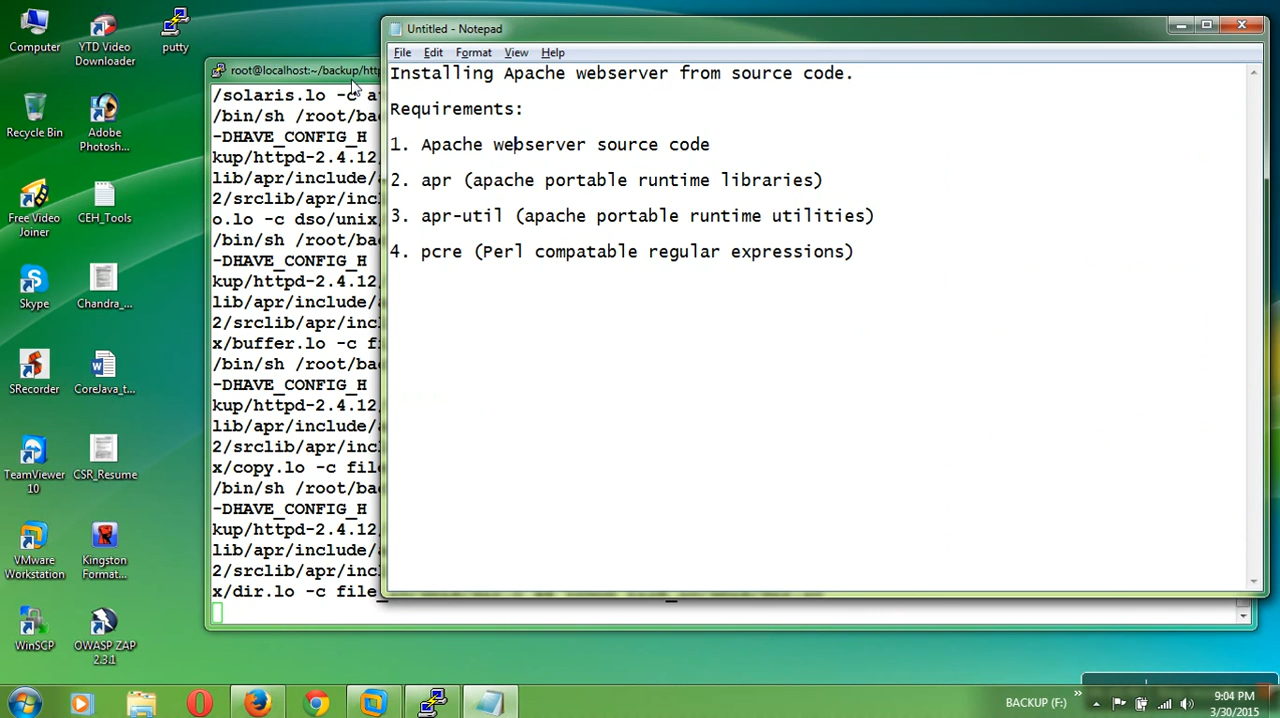 Computer
YTD Video
Downloader
putty
Recycle Bin
Adobe
Photosh...
Free Video
Joiner
CEH_Tools
Skype
Chandra_...
SRecorder
CoreJava_t...
TeamViewer
10
CSR_Resume
VMware
Workstation
Kingston
Format...
WinSCP
OWASP ZAP
2.3.1
root@localhost:~/backup/htt
/solaris.lo -c a
/bin/sh /root/bac
-DHAVE_CONFIG_H
kup/httpd-2.4.12
lib/apr/include/
2/srclib/apr/inc
o.lo -c dso/unix
/bin/sh /root/bac
-DHAVE_CONFIG_H
kup/httpd-2.4.12
lib/apr/include/
2/srclib/apr/inc
x/buffer.lo -c f
/bin/sh /root/bac
-DHAVE_CONFIG_H
kup/httpd-2.4.12
lib/apr/include/
2/srclib/apr/inc
x/copy.lo -c fil
/bin/sh /root/bac
-DHAVE_CONFIG_H
kup/httpd-2.4.12
lib/apr/include/
2/srclib/apr/inc
x/dir.lo -c file
Untitled - Notepad
File Edit Format View Help
Installing Apache webserver from source code.
Requirements:
1. Apache webserver source code
2. apr (apache portable runtime libraries)
3. apr-util (apache portable runtime utilities)
4. pcre (Perl compatable regular expressions)
BACKUP (F:)
9:04 PM
3/30/2015